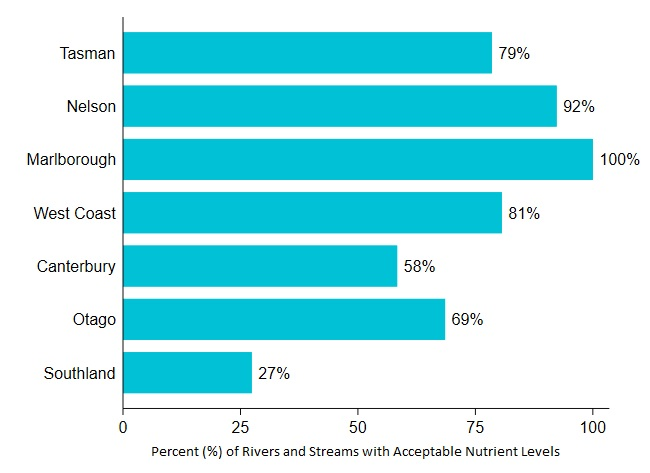 Tasman 79%
Nelson 92%
Marlborough 100%
West Coast 81%
Canterbury 58%
Otago 69%
Southland 27%
0 25 50 75 100
Percent (%) of Rivers and Streams with Acceptable Nutrient Levels